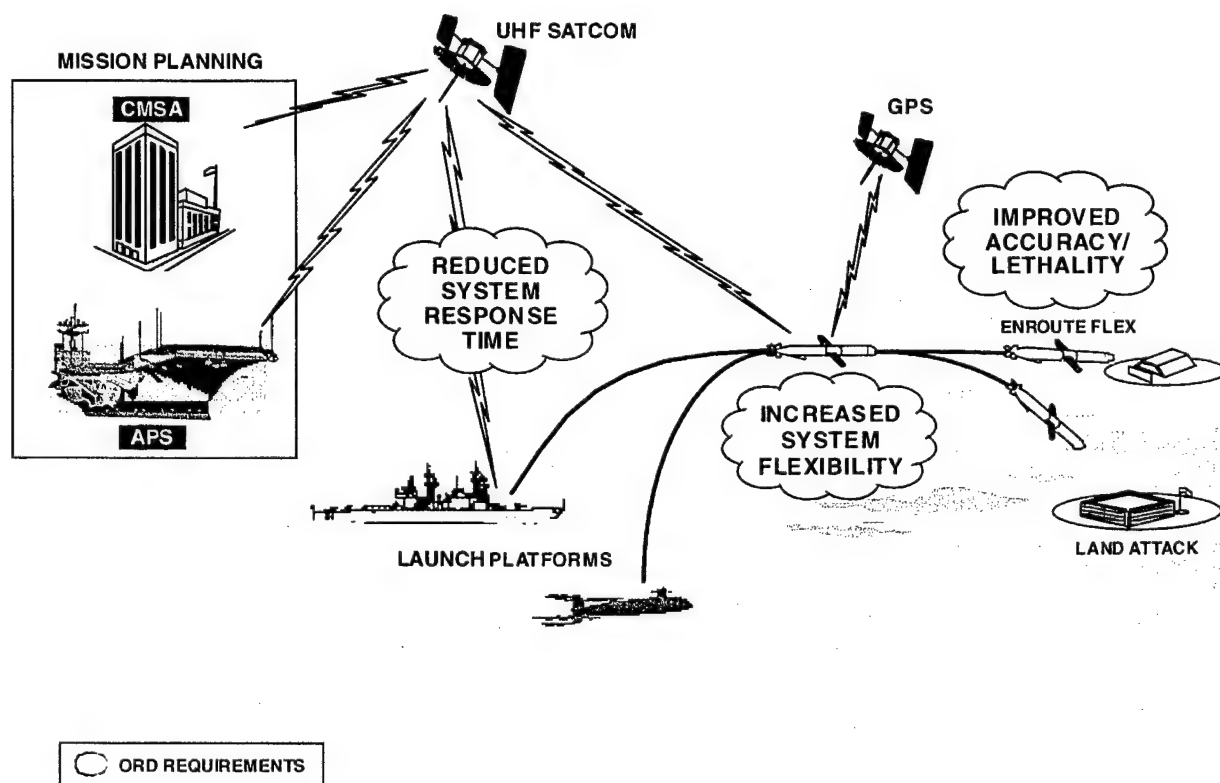 UHF SATCOM
MISSION PLANNING
CMSA
GPS
IMPROVED
ACCURACY/
LETHALITY
REDUCED
SYSTEM
RESPONSE
TIME
ENROUTE FLEX
APS
INCREASED
SYSTEM
FLEXIBILITY
LAUNCH PLATFORMS
LAND ATTACK
ORD REQUIREMENTS